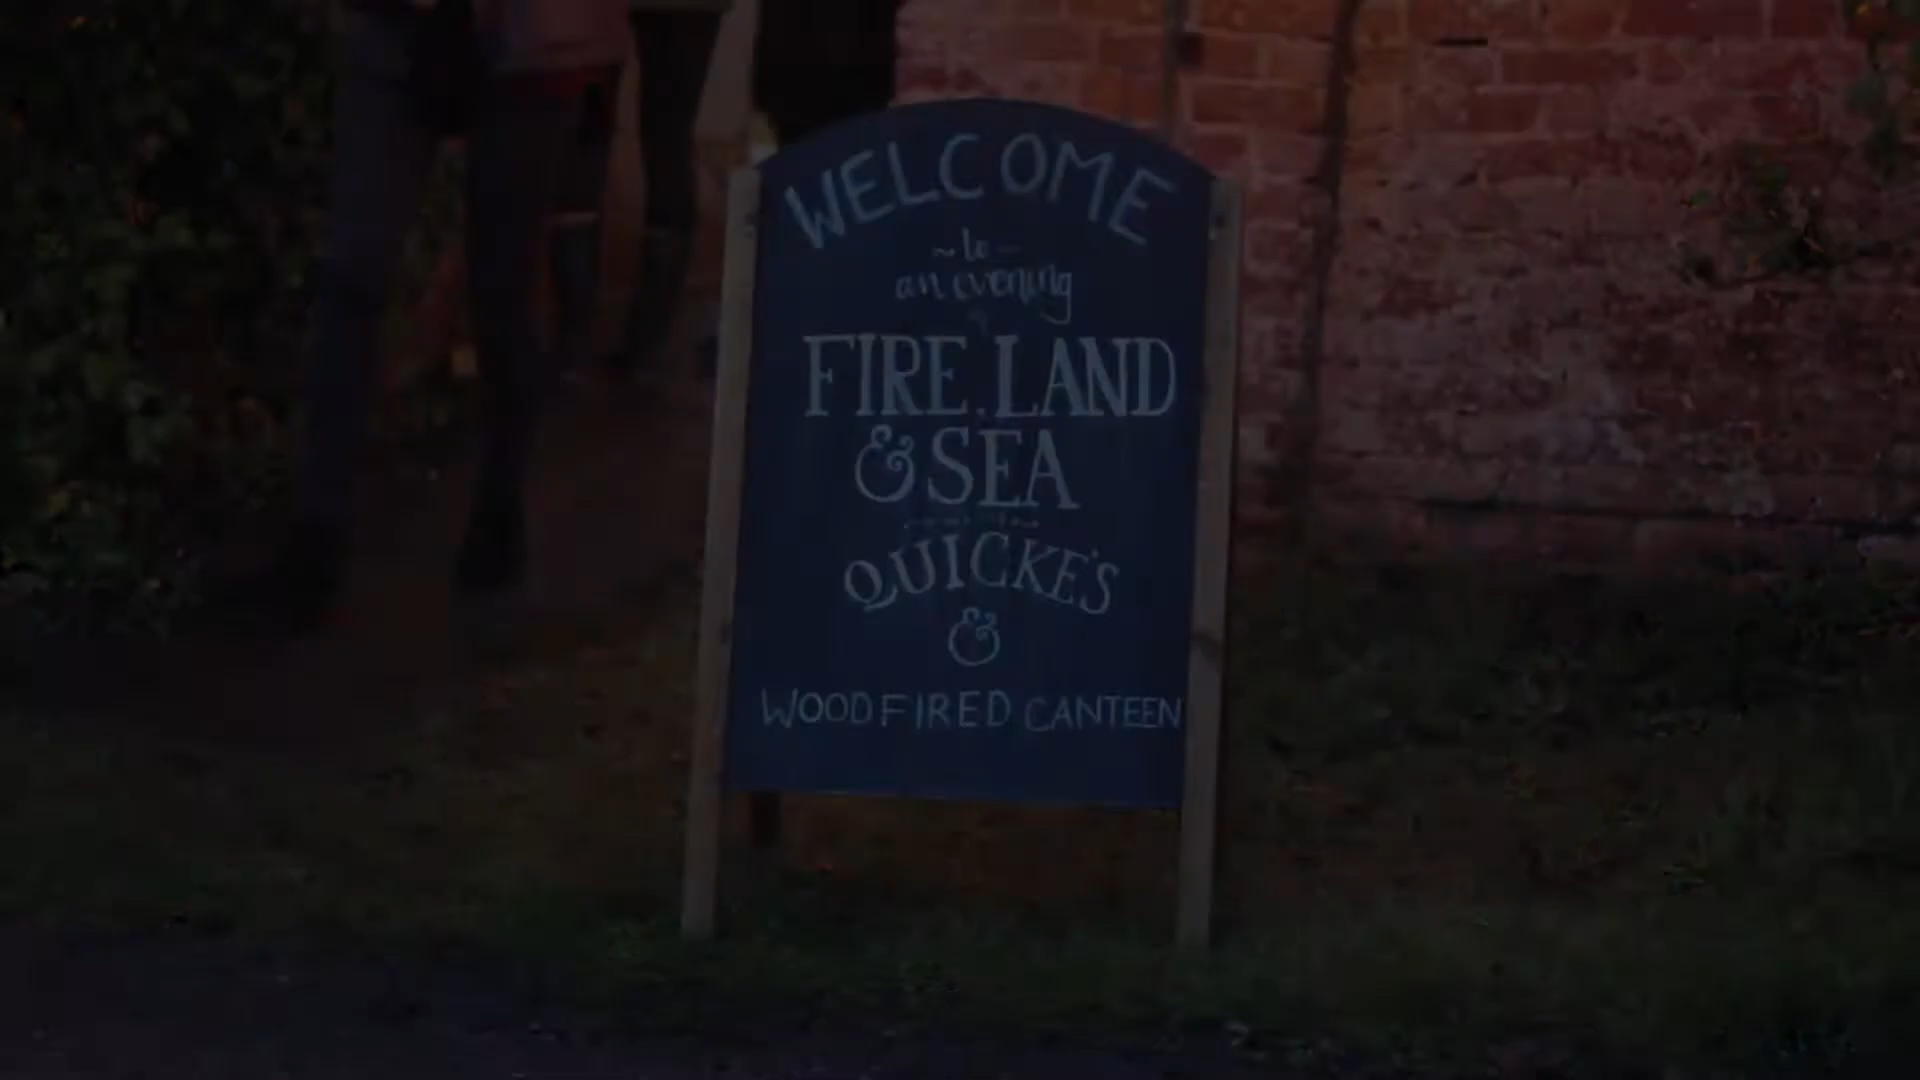 WELCOME
~to~
an evening
FIRE, LAND
& SEA
QUICKE'S
&
WOODFIRED CANTEEN